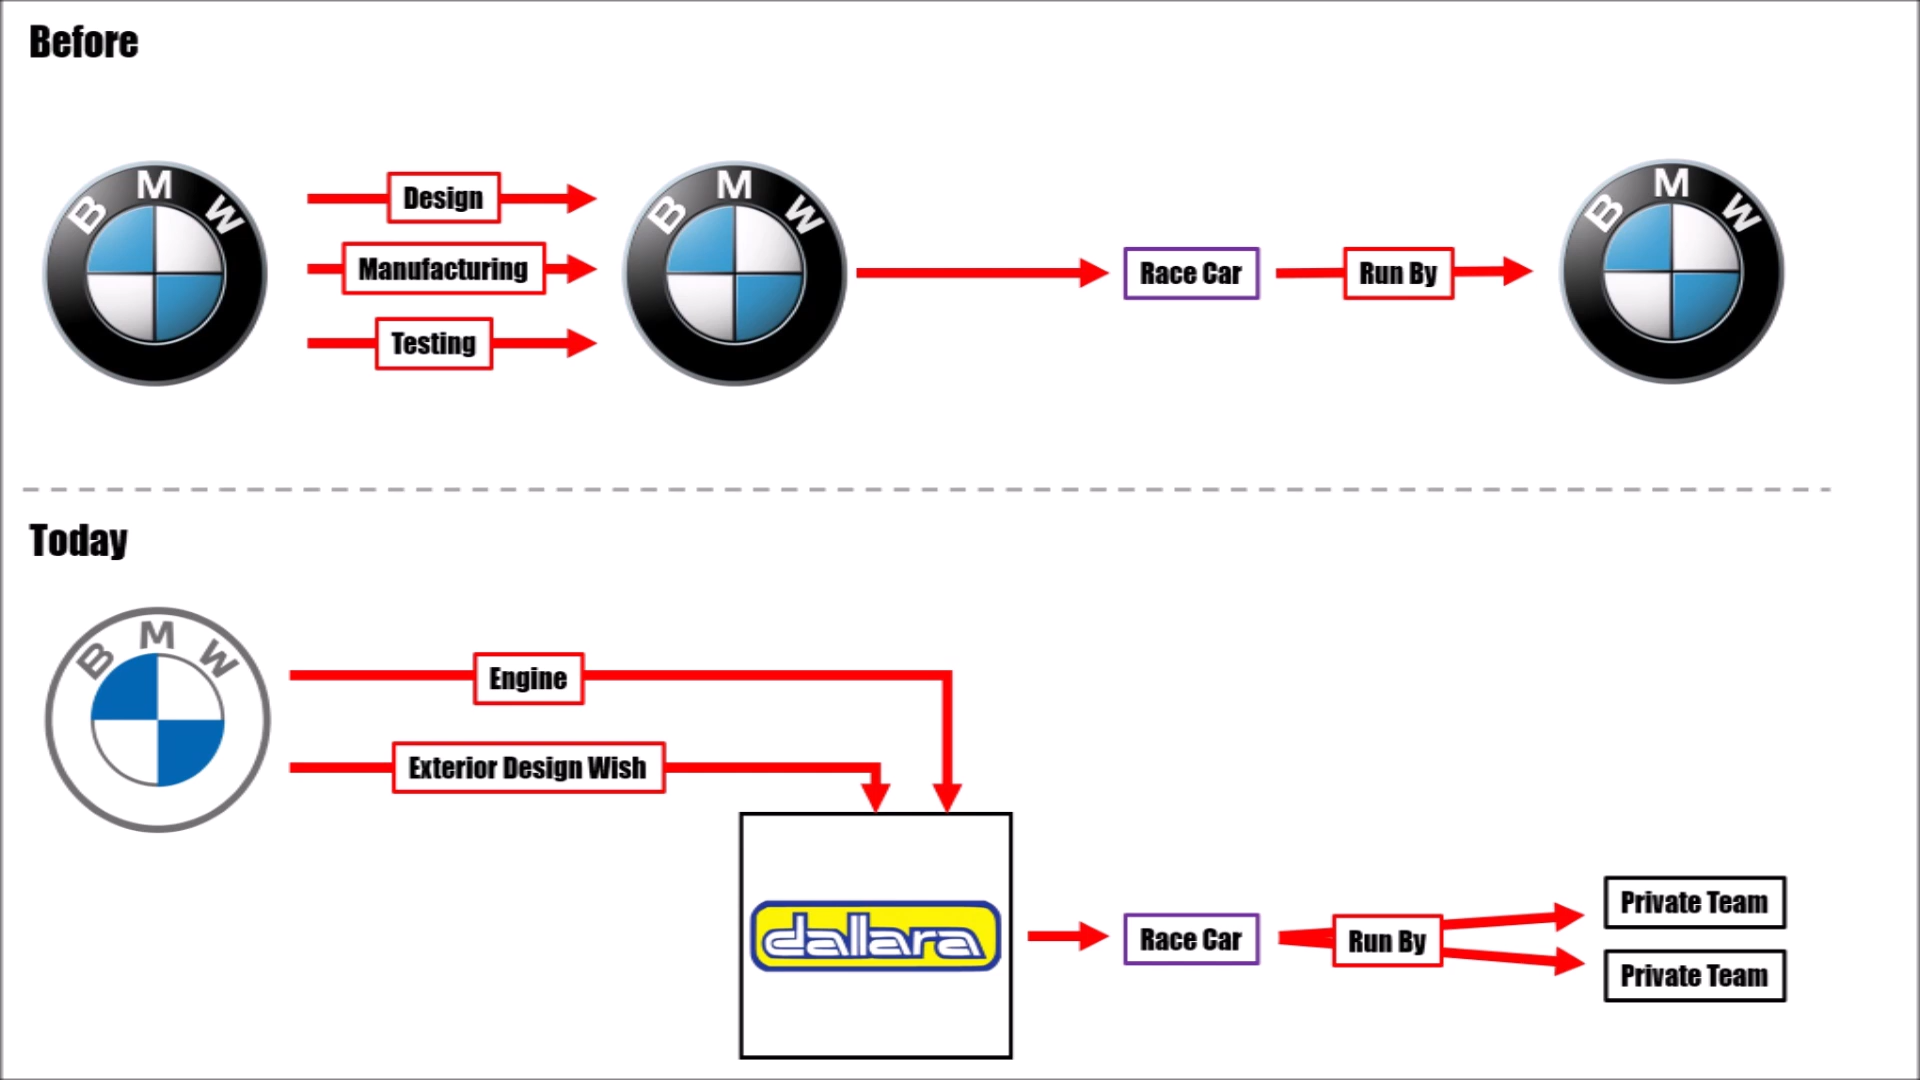 Before
BMW
Design
Manufacturing
Testing
BMW
Race Car
Run By
BMW
Today
BMW
Engine
Exterior Design Wish
dallara
Race Car
Run By
Private Team
Private Team